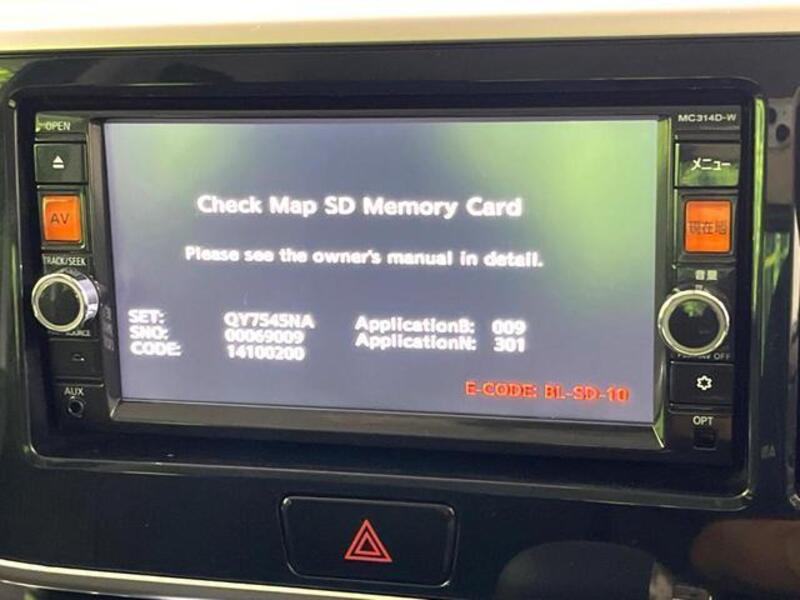 OPEN
MC314D-W
メニュー
AV
現在地
TRACK/SEEK
音量
Check Map SD Memory Card
Please see the owner's manual in detail.
SET: QY7545NA ApplicationB: 009
SNO: 00069009 ApplicationN: 301
CODE: 14100200
E-CODE: BL-SD-10
AUX
OPT